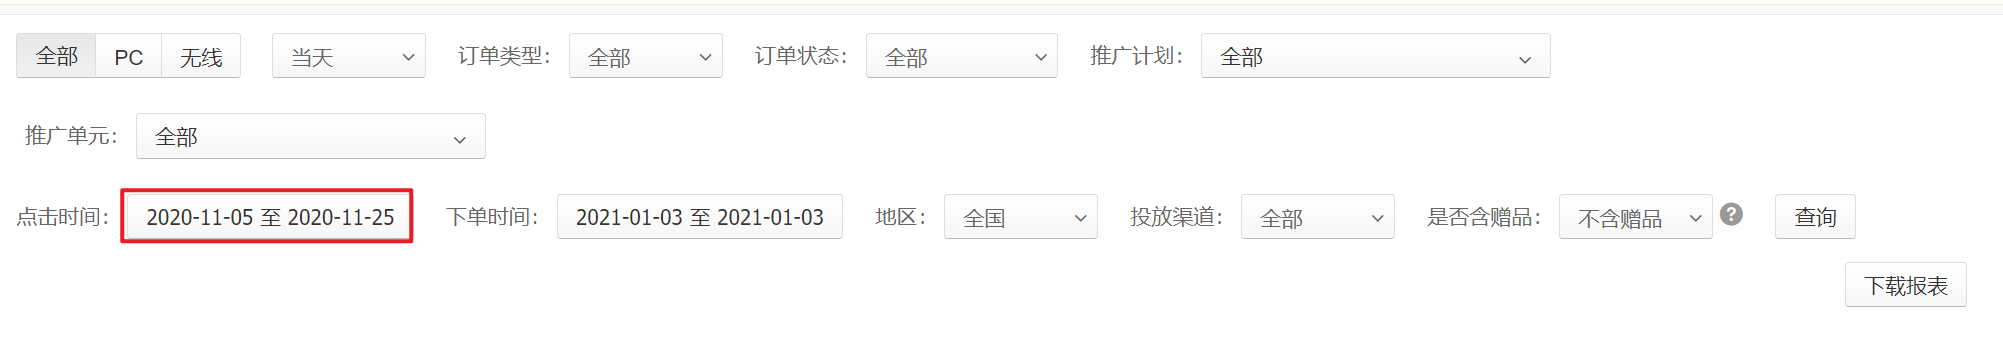 全部 PC 无线 当天 订单类型： 全部 订单状态： 全部 推广计划： 全部
推广单元： 全部
点击时间： 2020-11-05 至 2020-11-25 下单时间： 2021-01-03 至 2021-01-03 地区： 全国 投放渠道： 全部 是否含赠品： 不含赠品 ? 查询
下载报表